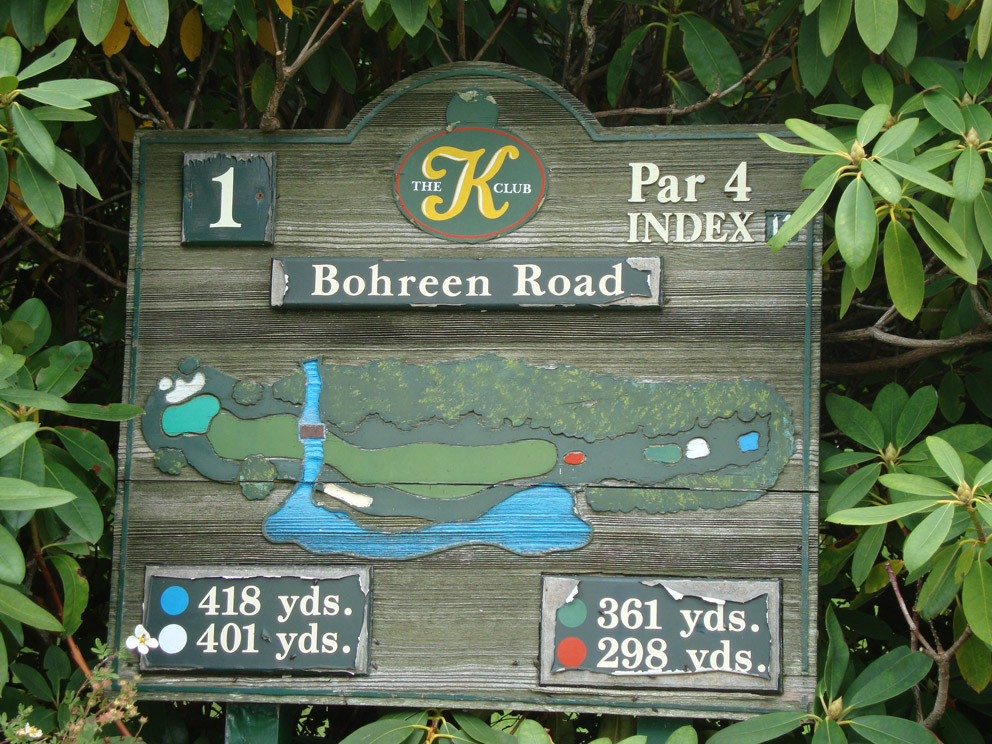 1
THE K CLUB
Par 4
INDEX
Bohreen Road
418 yds.
401 yds.
361 yds.
298 yds.